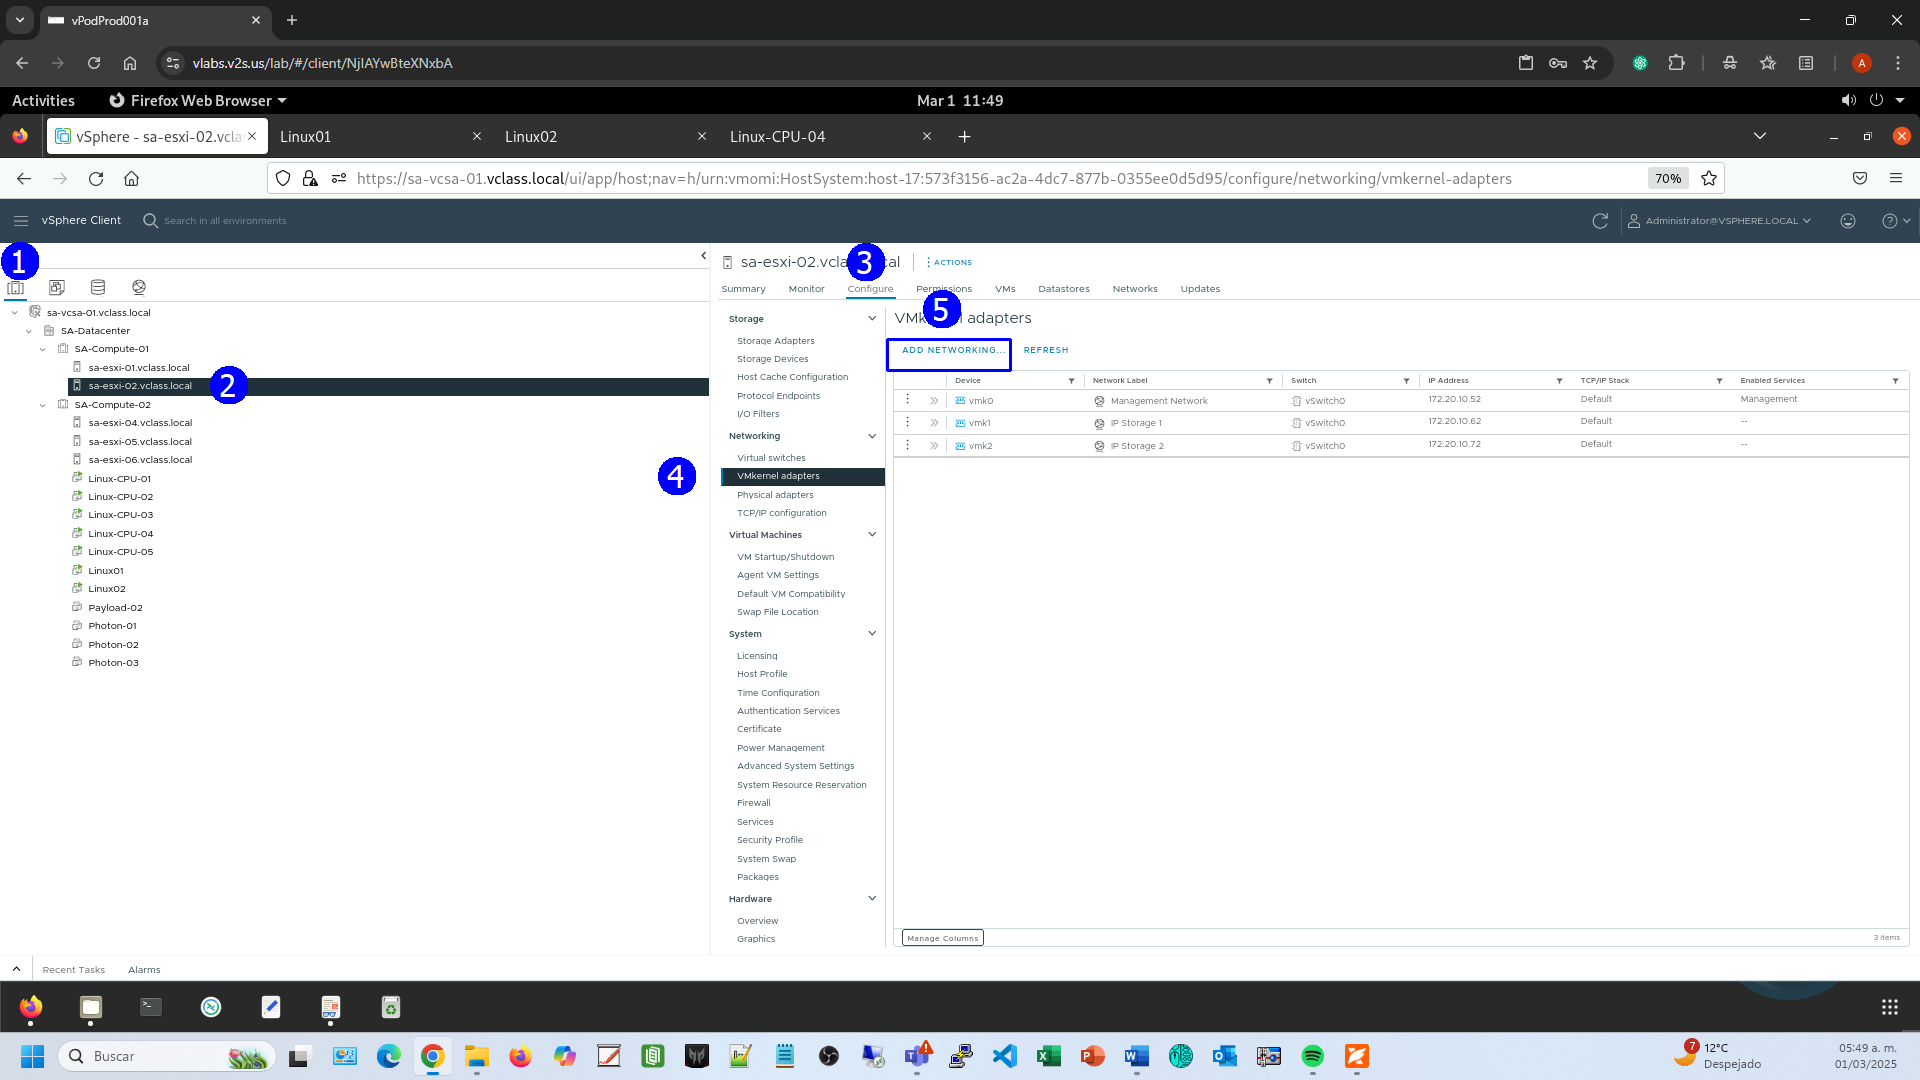 vPodProd001a
vlabs.v2s.us/lab/#/client/NjIAYwBteXNxbA
A
Activities
Firefox Web Browser
Mar 1 11:49
vSphere - sa-esxi-02.vcla
Linux01
Linux02
Linux-CPU-04
https://sa-vcsa-01.vclass.local/ui/app/host;nav=h/urn:vmomi:HostSystem:host-17:573f3156-ac2a-4dc7-877b-0355ee0d5d95/configure/networking/vmkernel-adapters
70%
vSphere Client
Search in all environments
Administrator@VSPHERE.LOCAL
1
sa-vcsa-01.vclass.local
SA-Datacenter
SA-Compute-01
sa-esxi-01.vclass.local
sa-esxi-02.vclass.local
2
SA-Compute-02
sa-esxi-04.vclass.local
sa-esxi-05.vclass.local
sa-esxi-06.vclass.local
Linux-CPU-01
Linux-CPU-02
Linux-CPU-03
Linux-CPU-04
Linux-CPU-05
Linux01
Linux02
Payload-02
Photon-01
Photon-02
Photon-03
sa-esxi-02.vcla
3
cal
ACTIONS
Summary Monitor Configure Permissions VMs Datastores Networks Updates
Storage
Storage Adapters
Storage Devices
Host Cache Configuration
Protocol Endpoints
I/O Filters
Networking
Virtual switches
4
VMkernel adapters
Physical adapters
TCP/IP configuration
Virtual Machines
VM Startup/Shutdown
Agent VM Settings
Default VM Compatibility
Swap File Location
System
Licensing
Host Profile
Time Configuration
Authentication Services
Certificate
Power Management
Advanced System Settings
System Resource Reservation
Firewall
Services
Security Profile
System Swap
Packages
Hardware
Overview
Graphics
5
VMk adapters
ADD NETWORKING... REFRESH
Device Network Label Switch IP Address TCP/IP Stack Enabled Services
vmk0 Management Network vSwitch0 172.20.10.52 Default Management
vmk1 IP Storage 1 vSwitch0 172.20.10.62 Default --
vmk2 IP Storage 2 vSwitch0 172.20.10.72 Default --
Manage Columns
3 items
Recent Tasks Alarms
Buscar
7
12°C
Despejado
05:49 a. m.
01/03/2025